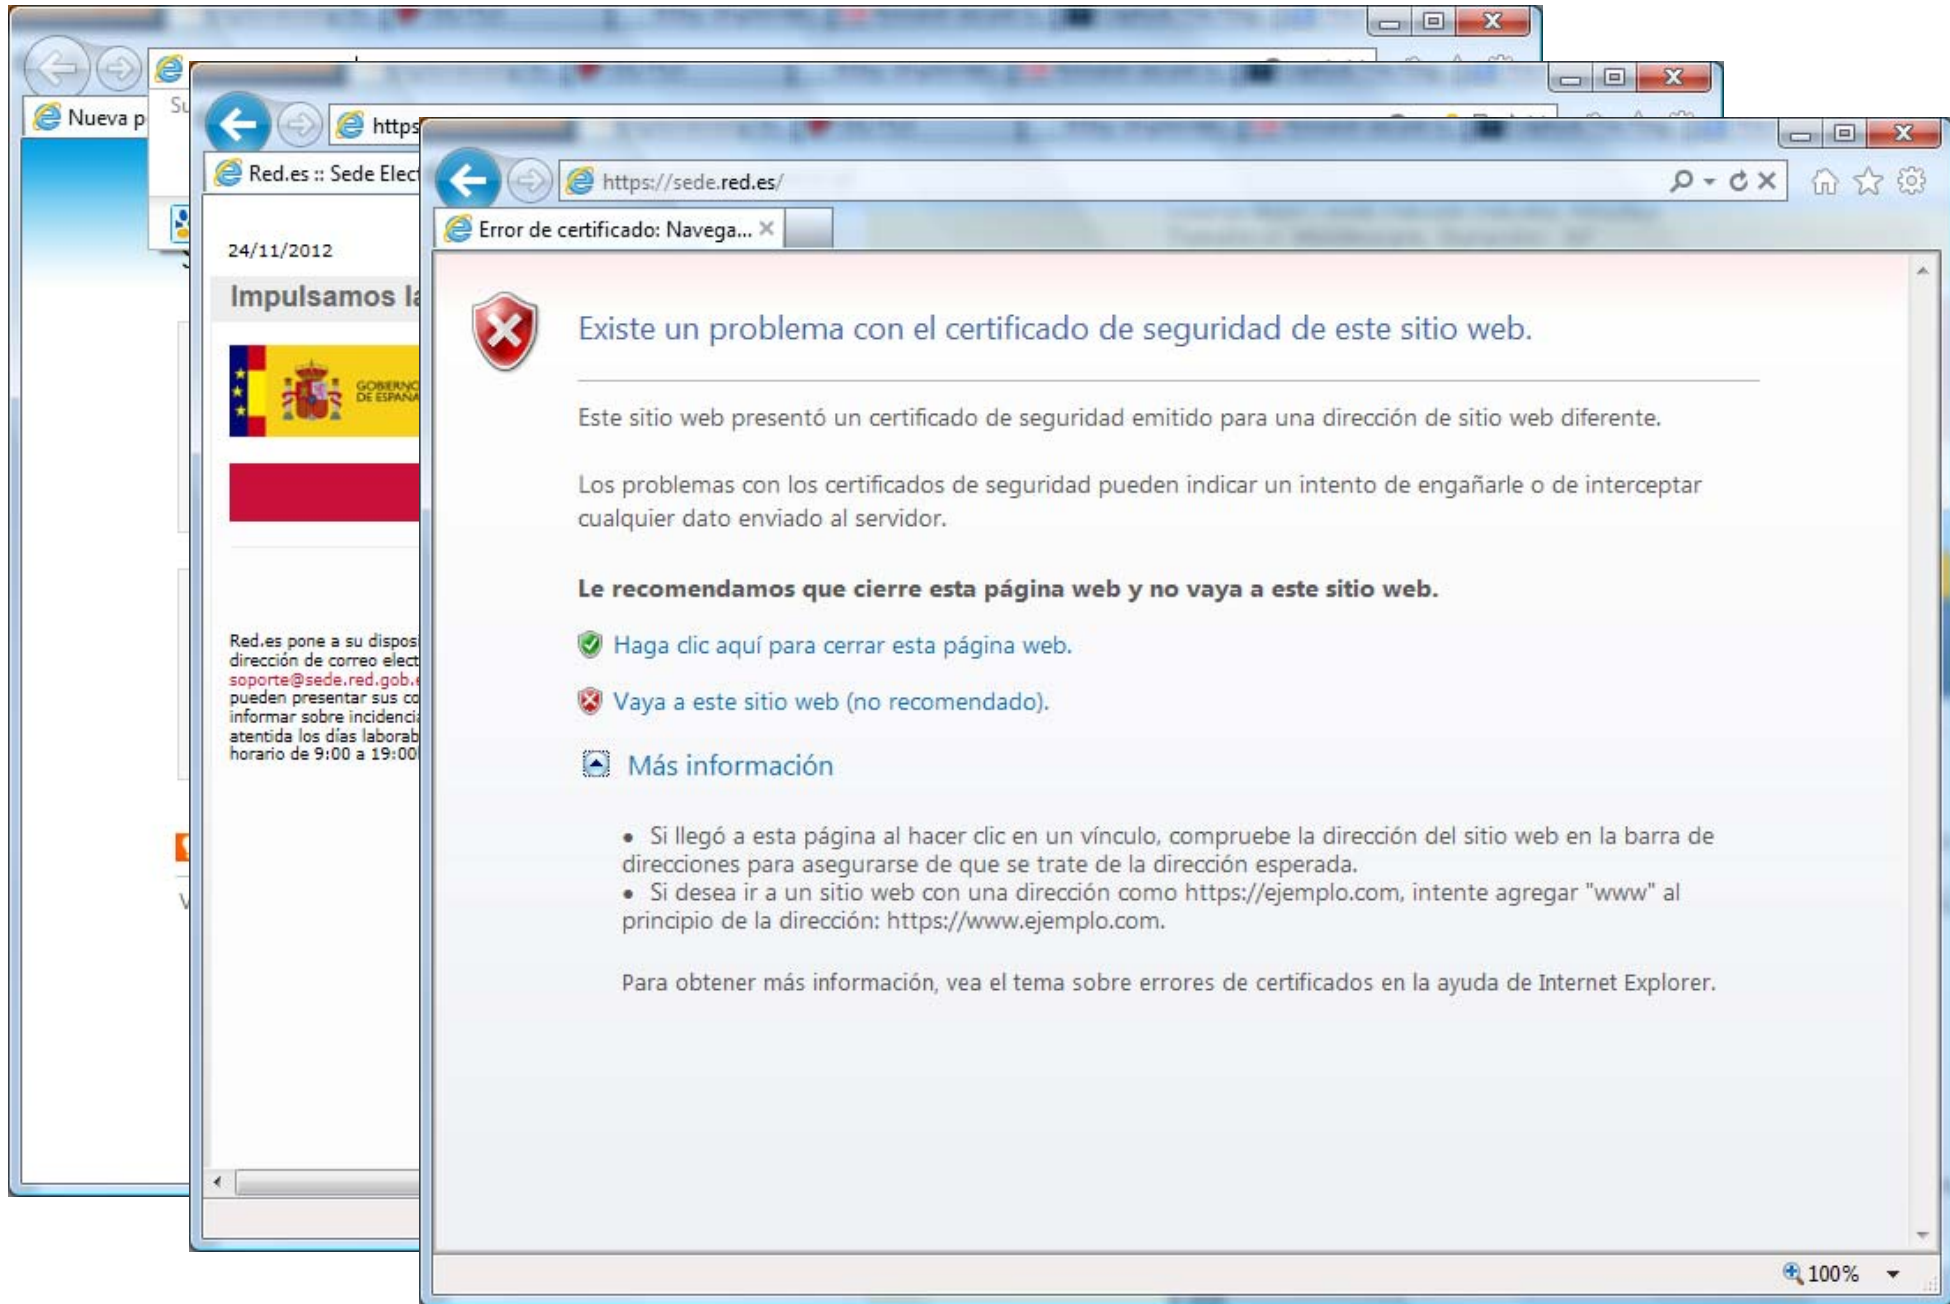 Nueva p
Su
https
Red.es :: Sede Elect
24/11/2012
Impulsamos la
GOBIERNO
DE ESPAÑA
Red.es pone a su disposi
dirección de correo elect
soporte@sede.red.gob.e
pueden presentar sus co
informar sobre incidencia
atentida los días laborab
horario de 9:00 a 19:00
https://sede.red.es/
Error de certificado: Navega...
Existe un problema con el certificado de seguridad de este sitio web.
Este sitio web presentó un certificado de seguridad emitido para una dirección de sitio web diferente.
Los problemas con los certificados de seguridad pueden indicar un intento de engañarle o de interceptar
cualquier dato enviado al servidor.
Le recomendamos que cierre esta página web y no vaya a este sitio web.
Haga clic aquí para cerrar esta página web.
Vaya a este sitio web (no recomendado).
Más información
• Si llegó a esta página al hacer clic en un vínculo, compruebe la dirección del sitio web en la barra de
direcciones para asegurarse de que se trate de la dirección esperada.
• Si desea ir a un sitio web con una dirección como https://ejemplo.com, intente agregar "www" al
principio de la dirección: https://www.ejemplo.com.
Para obtener más información, vea el tema sobre errores de certificados en la ayuda de Internet Explorer.
100%